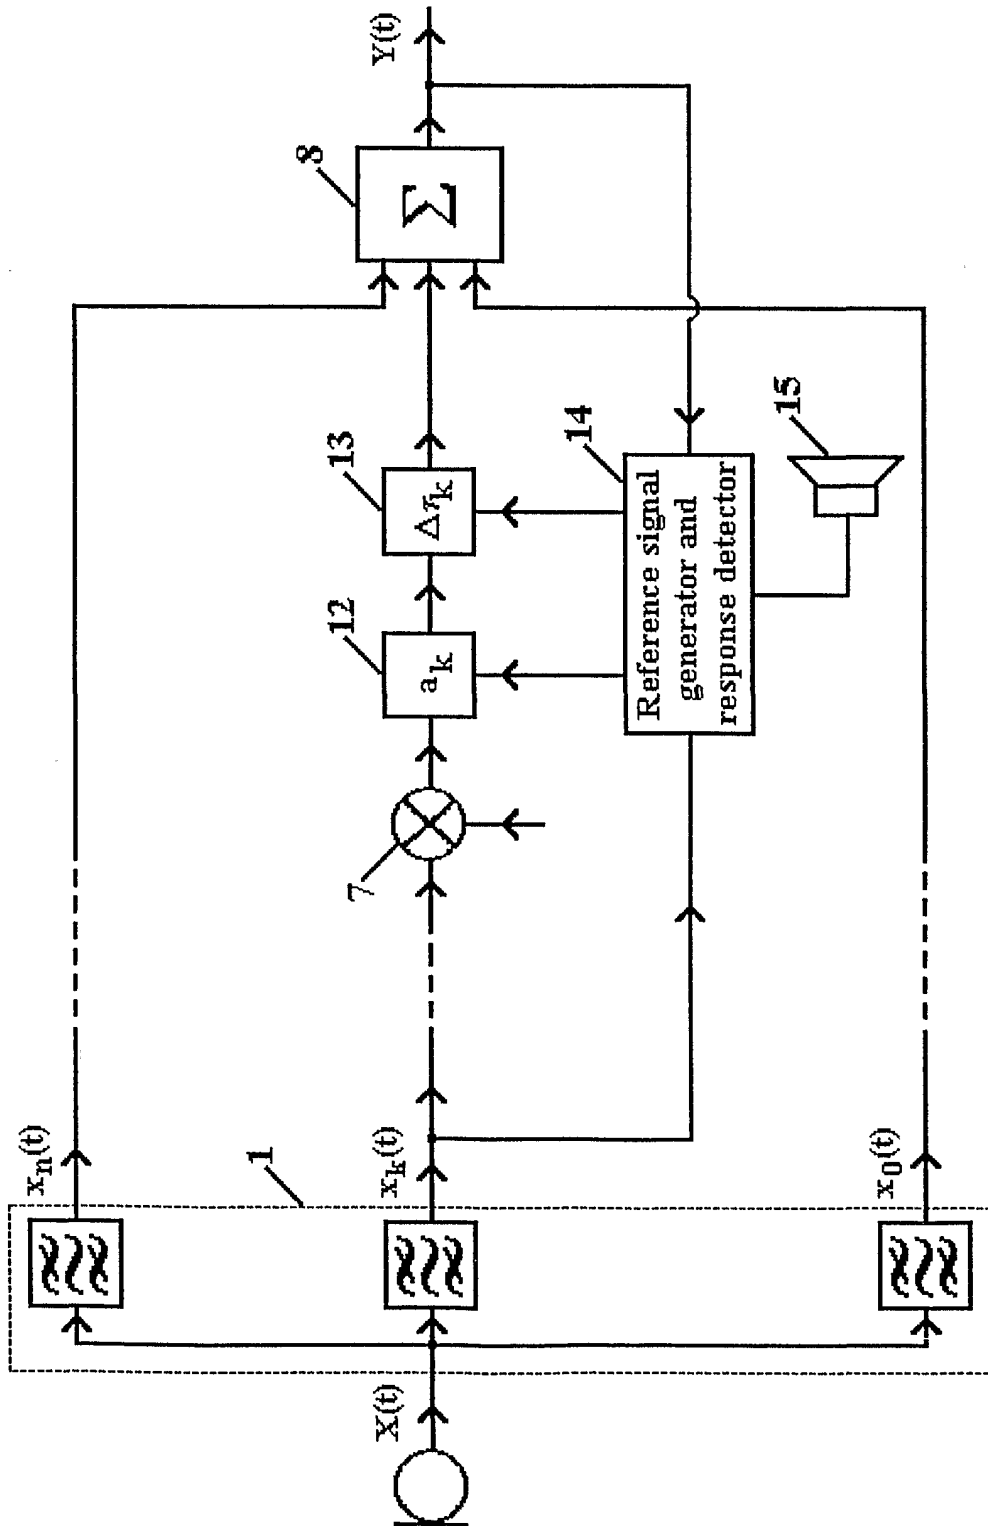 X(t)
1
xₙ(t)
xₖ(t)
x₀(t)
7
12
aₖ
13
Δτₖ
14
Reference signal
generator and
response detector
15
8
Σ
Y(t)